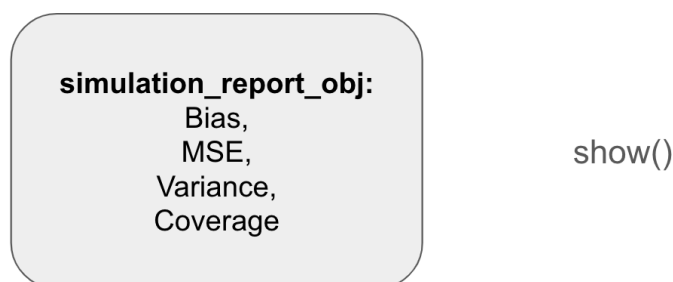 simulation_report_obj:
Bias,
MSE,
Variance,
Coverage
show()